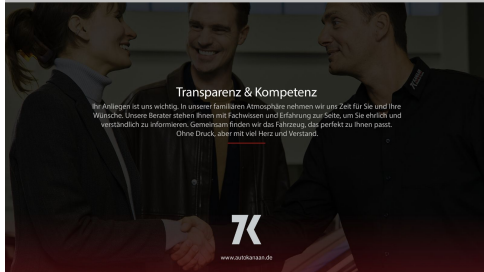 Transparenz & Kompetenz
Ihr Anliegen ist uns wichtig. In unserer familiären Atmosphäre nehmen wir uns Zeit für Sie und Ihre
Wünsche. Unsere Berater stehen Ihnen mit Fachwissen und Erfahrung zur Seite, um Sie ehrlich und
verständlich zu informieren. Gemeinsam finden wir das Fahrzeug, das perfekt zu Ihnen passt.
Ohne Druck, aber mit viel Herz und Verstand.
7K
www.autokanaan.de